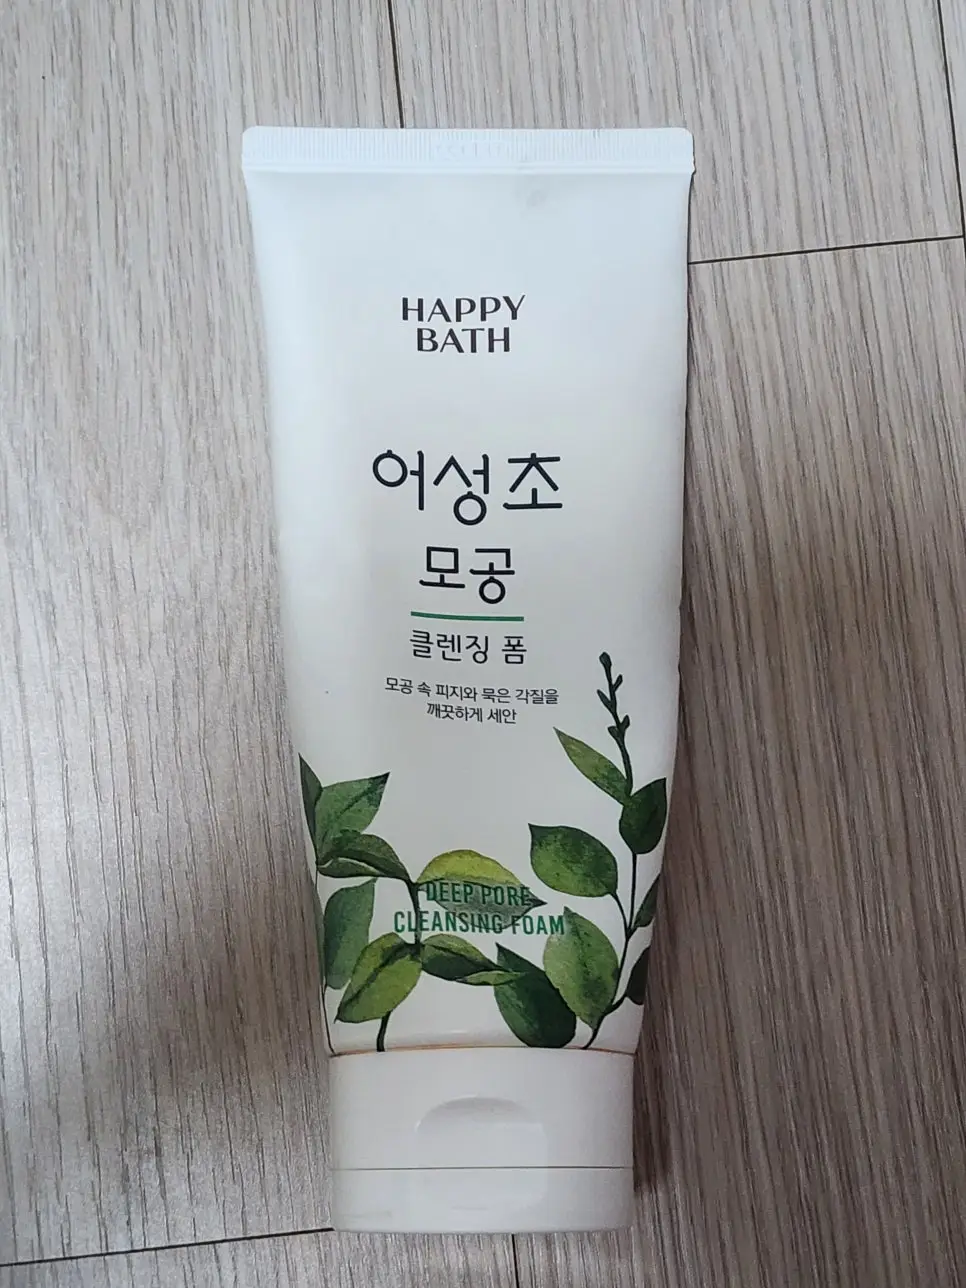 HAPPY
BATH
어성초
모공
클렌징 폼
모공 속 피지와 묵은 각질을
깨끗하게 세안
DEEP PORE
CLEANSING FOAM